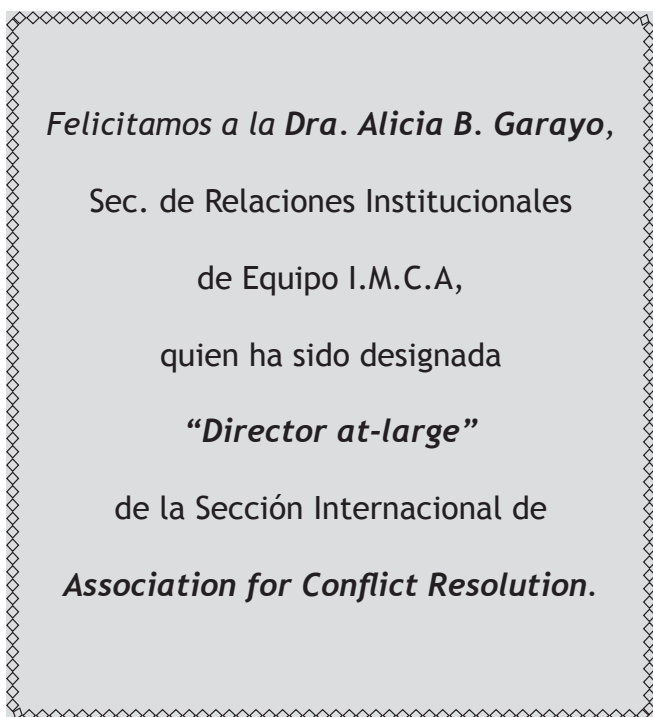 Felicitamos a la Dra. Alicia B. Garayo,
Sec. de Relaciones Institucionales
de Equipo I.M.C.A,
quien ha sido designada
“Director at-large”
de la Sección Internacional de
Association for Conflict Resolution.